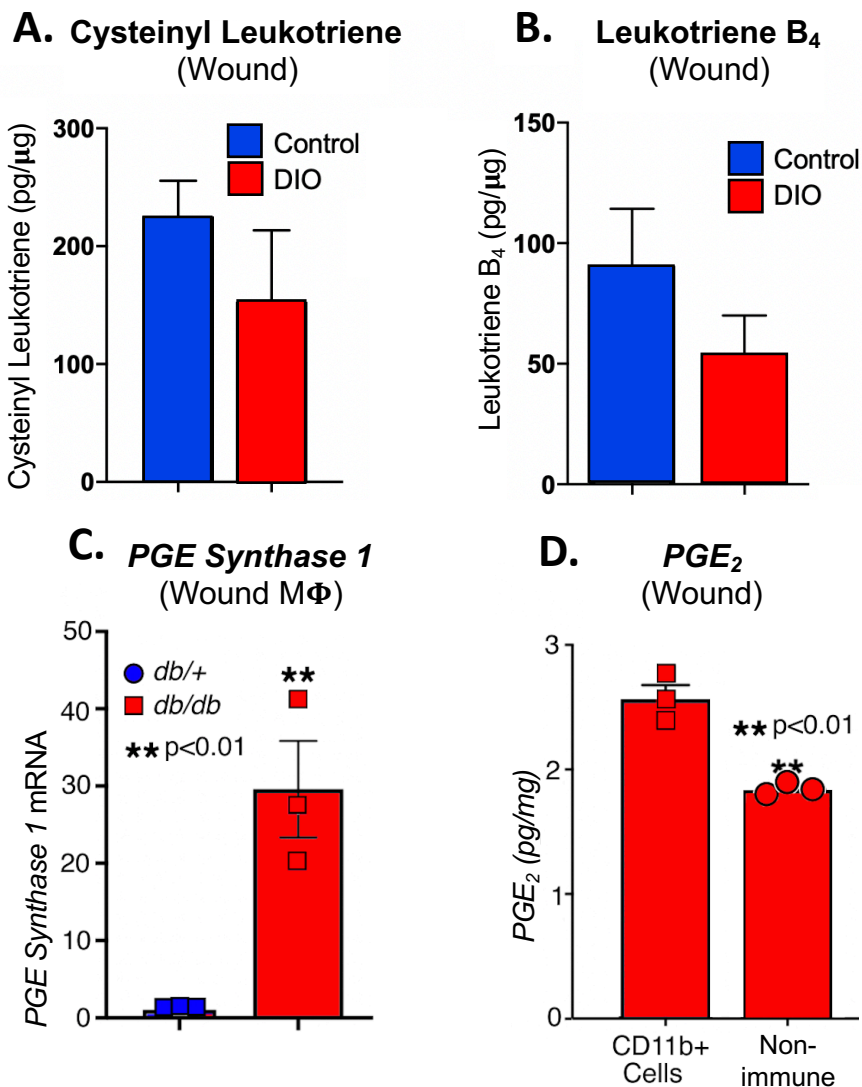 A. Cysteinyl Leukotriene
(Wound)
Cysteinyl Leukotriene (pg/µg)
300
200
100
0
Control
DIO
B. Leukotriene B₄
(Wound)
Leukotriene B₄ (pg/µg)
150
100
50
0
Control
DIO
C. PGE Synthase 1
(Wound MΦ)
PGE Synthase 1 mRNA
50
40
30
20
10
0
db/+
db/db
** p<0.01
**
D. PGE₂
(Wound)
PGE₂ (pg/mg)
3
2
1
0
** p<0.01
**
CD11b+
Cells
Non-
immune